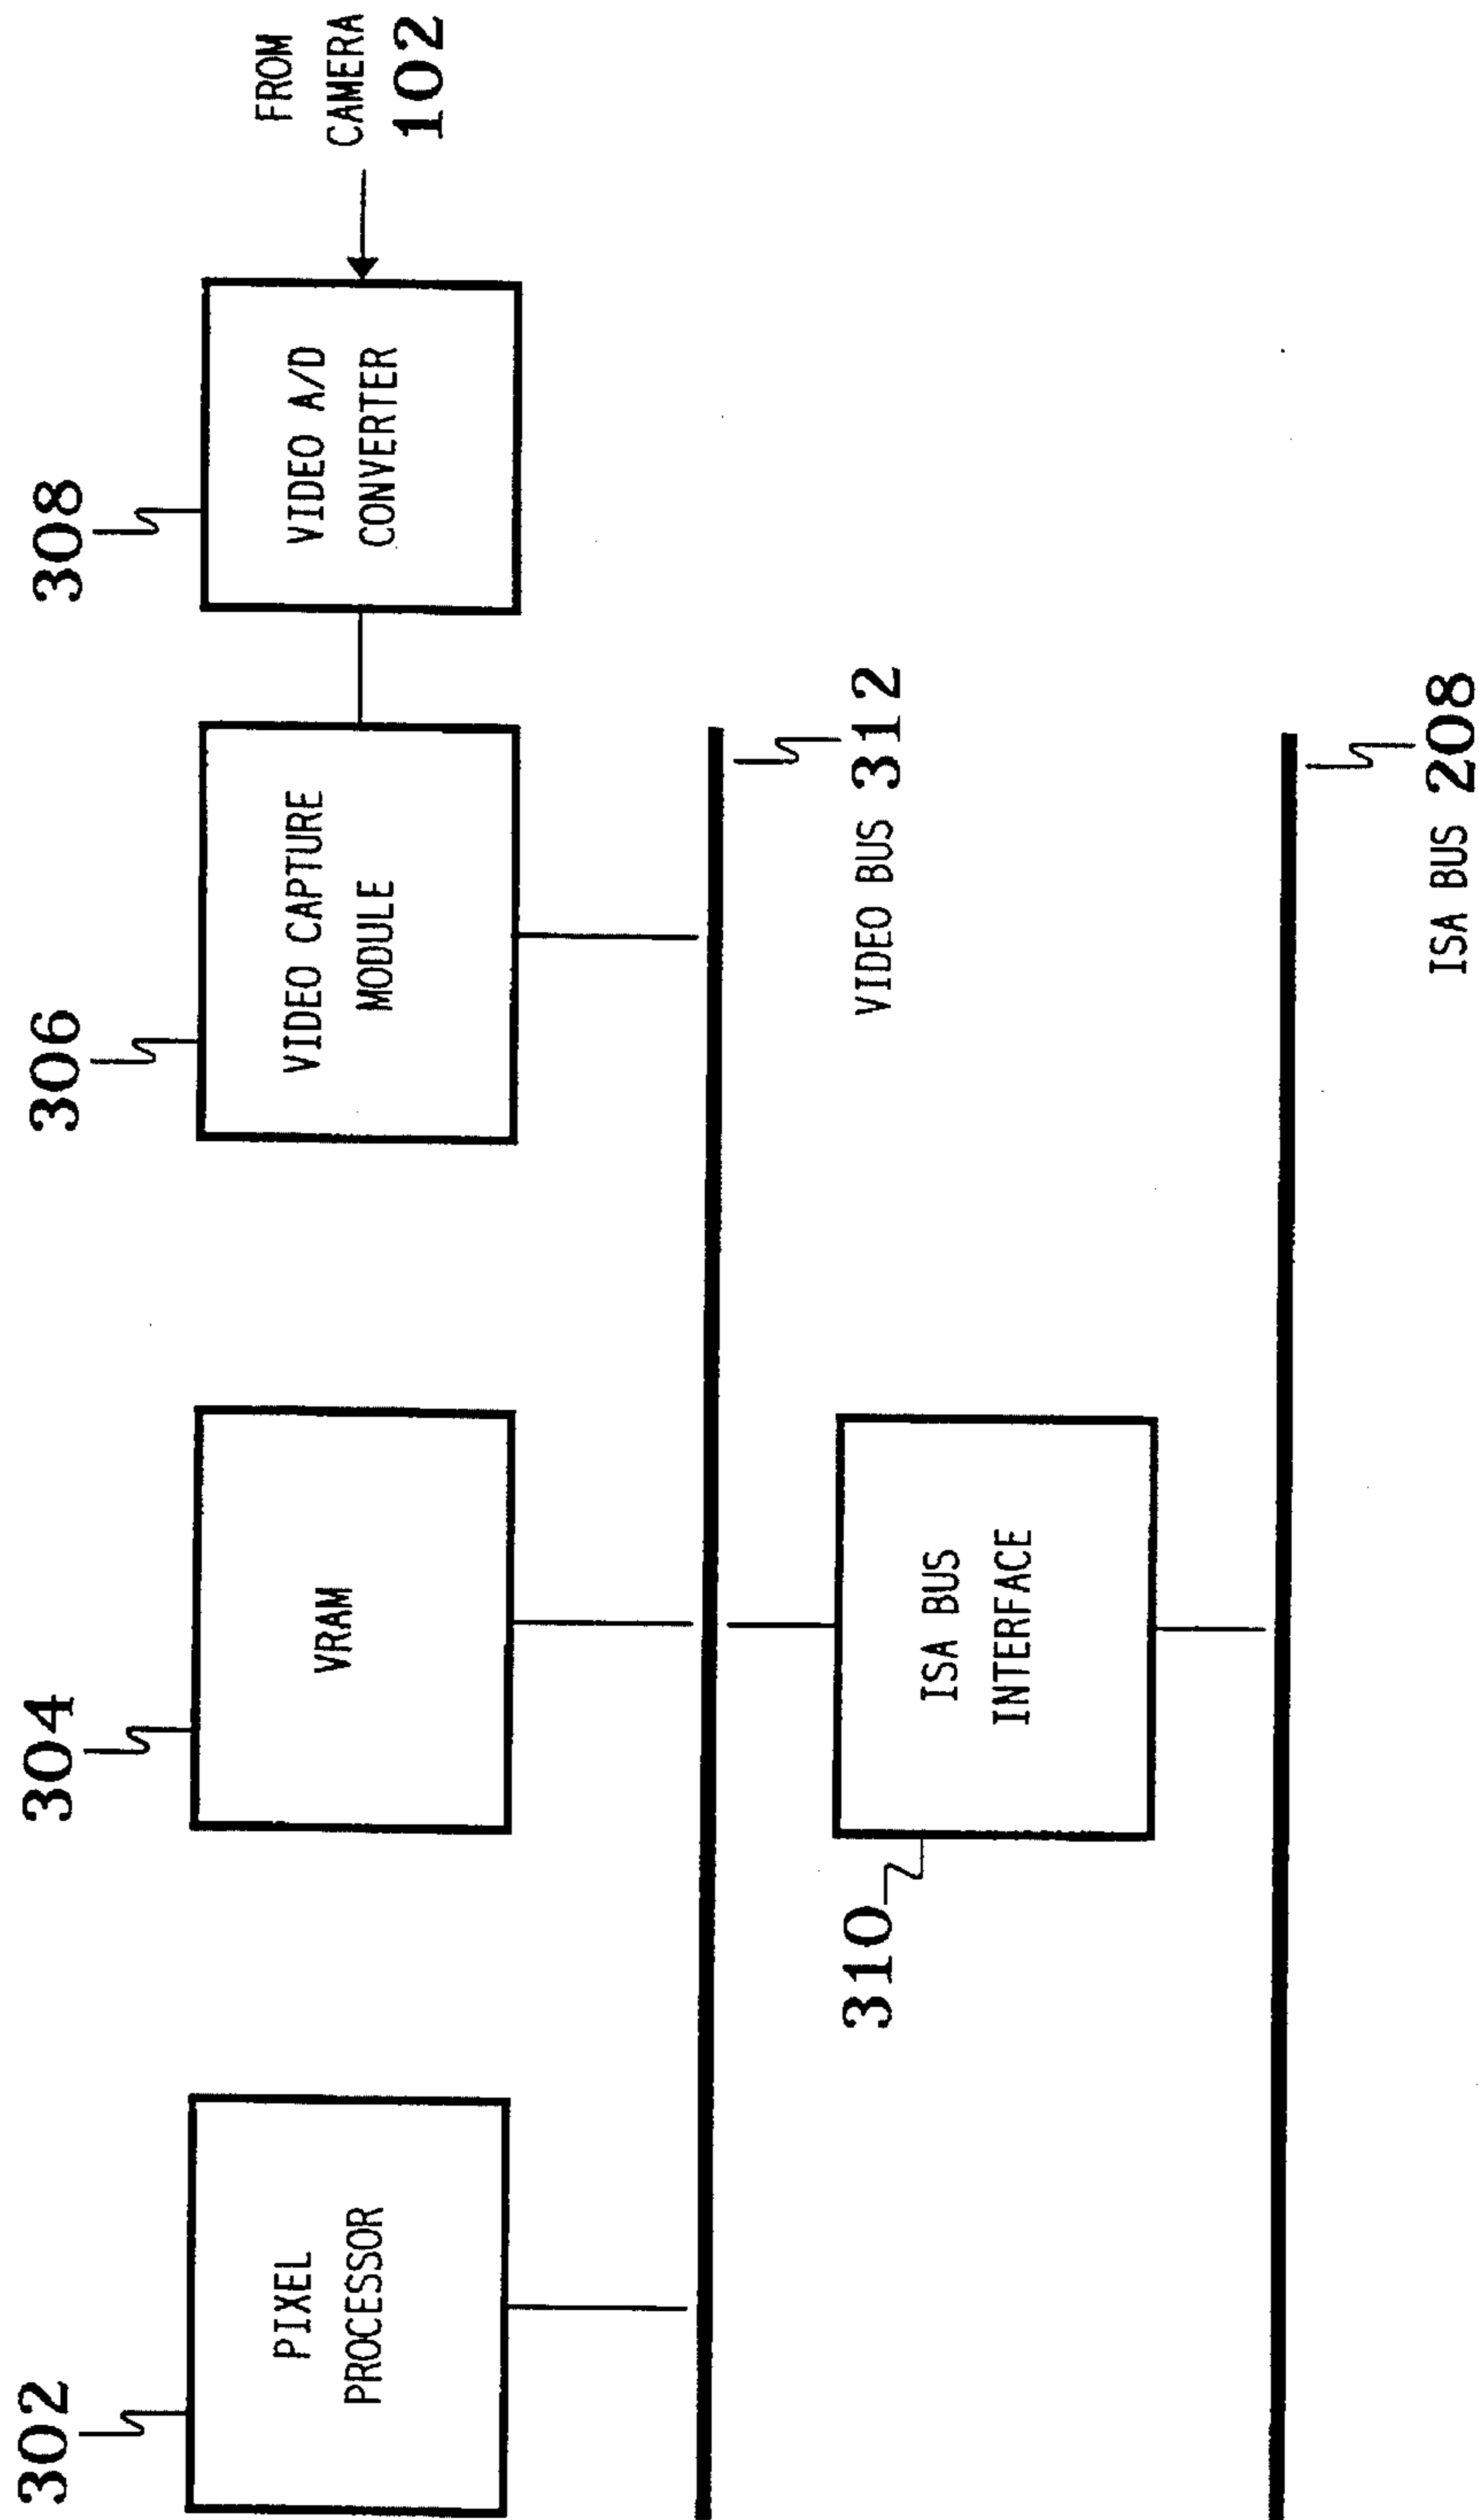 302
PIXEL
PROCESSOR
304
VRAM
306
VIDEO CAPTURE
MODULE
308
VIDEO A/D
CONVERTER
FROM
CAMERA
102
VIDEO BUS 312
310
ISA BUS
INTERFACE
ISA BUS 208